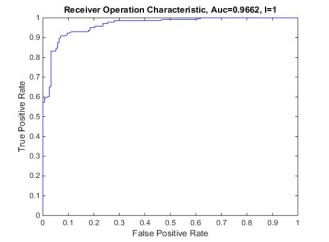 Receiver Operation Characteristic, Auc=0.9662, I=1
1
0.9
0.8
0.7
0.6
0.5
0.4
0.3
0.2
0.1
0
True Positive Rate
0 0.1 0.2 0.3 0.4 0.5 0.6 0.7 0.8 0.9 1
False Positive Rate